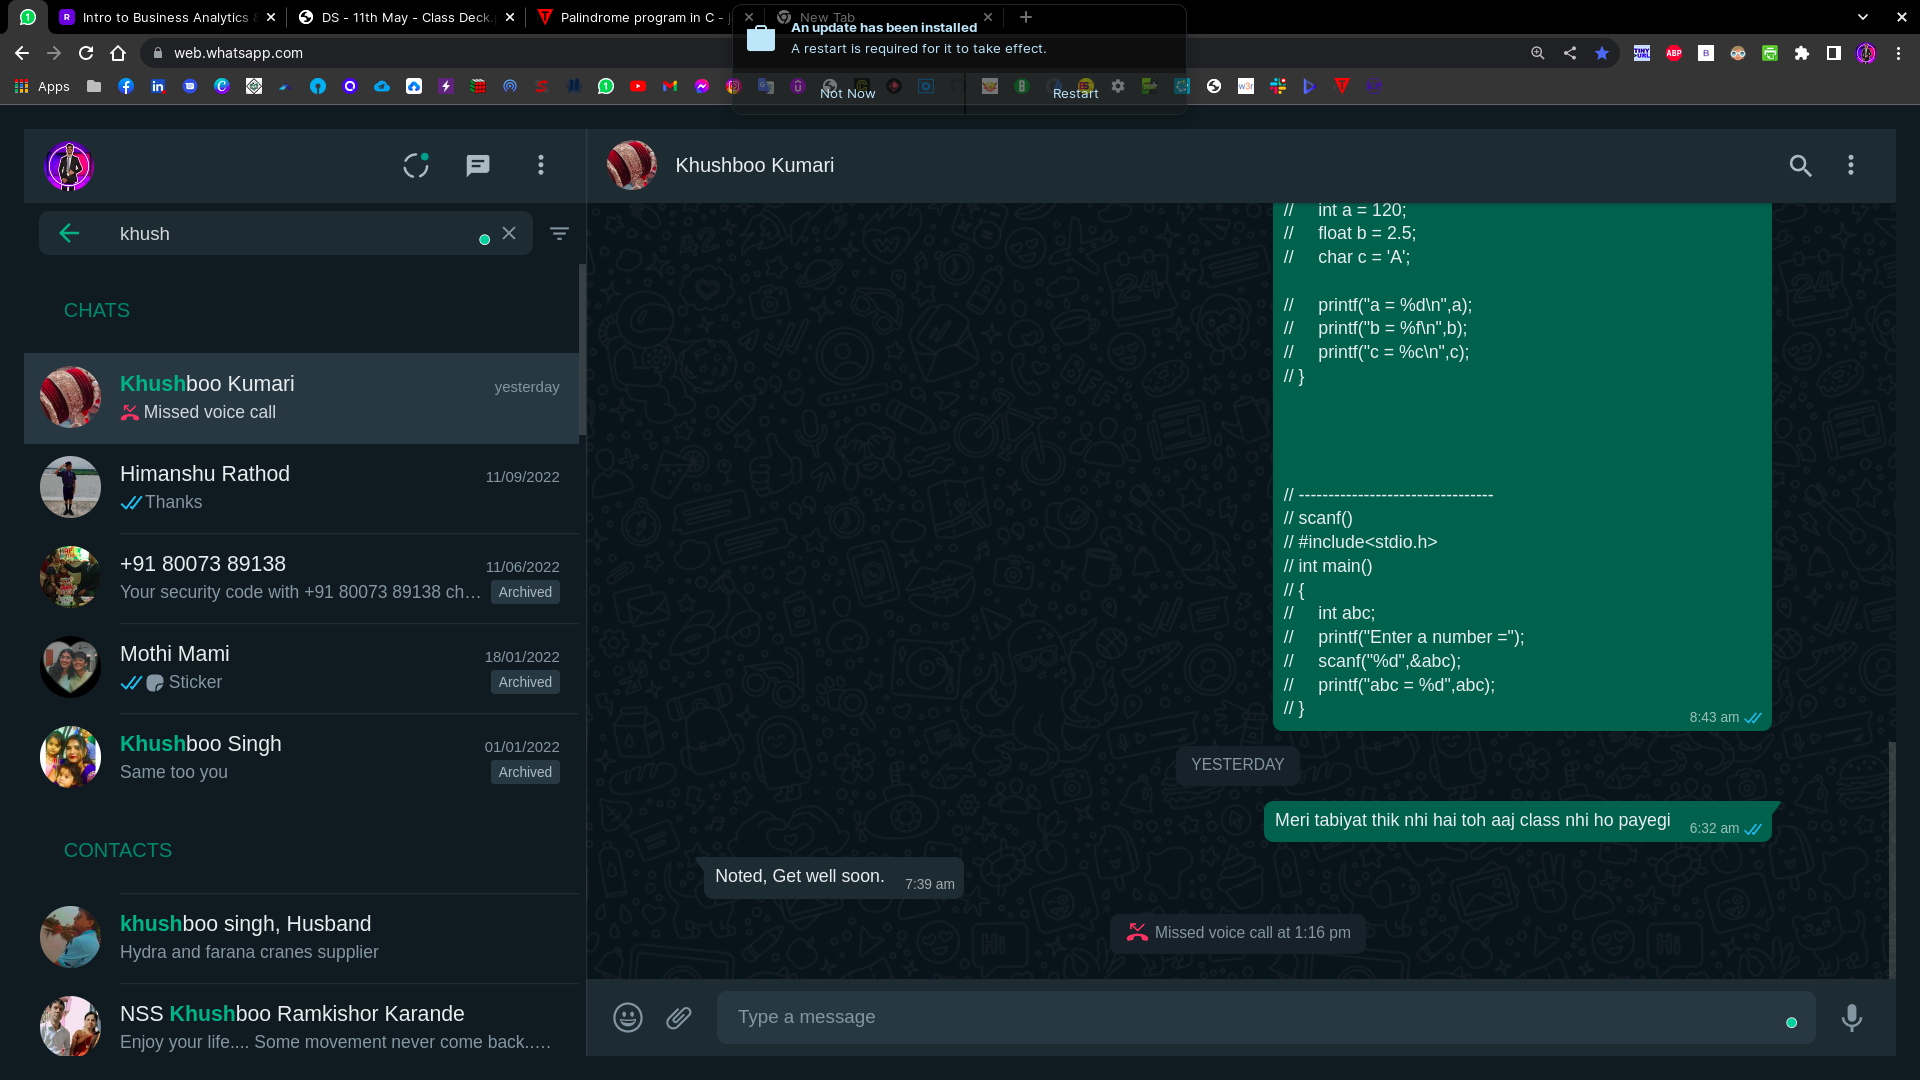 Intro to Business Analytics
DS - 11th May - Class Deck.
Palindrome program in C -
New Tab
An update has been installed
A restart is required for it to take effect.
Not Now
Restart
web.whatsapp.com
Apps
khush
CHATS
Khushboo Kumari
yesterday
Missed voice call
Himanshu Rathod
11/09/2022
Thanks
+91 80073 89138
11/06/2022
Your security code with +91 80073 89138 ch…
Archived
Mothi Mami
18/01/2022
Sticker
Archived
Khushboo Singh
01/01/2022
Same too you
Archived
CONTACTS
khushboo singh, Husband
Hydra and farana cranes supplier
NSS Khushboo Ramkishor Karande
Enjoy your life.... Some movement never come back..…
Khushboo Kumari
//     int a = 120;
//     float b = 2.5;
//     char c = 'A';
//     printf("a = %d\n",a);
//     printf("b = %f\n",b);
//     printf("c = %c\n",c);
// }
// ---------------------------------
// scanf()
// #include<stdio.h>
// int main()
// {
//     int abc;
//     printf("Enter a number =");
//     scanf("%d",&abc);
//     printf("abc = %d",abc);
// }
8:43 am
YESTERDAY
Meri tabiyat thik nhi hai toh aaj class nhi ho payegi
6:32 am
Noted, Get well soon.
7:39 am
Missed voice call at 1:16 pm
Type a message